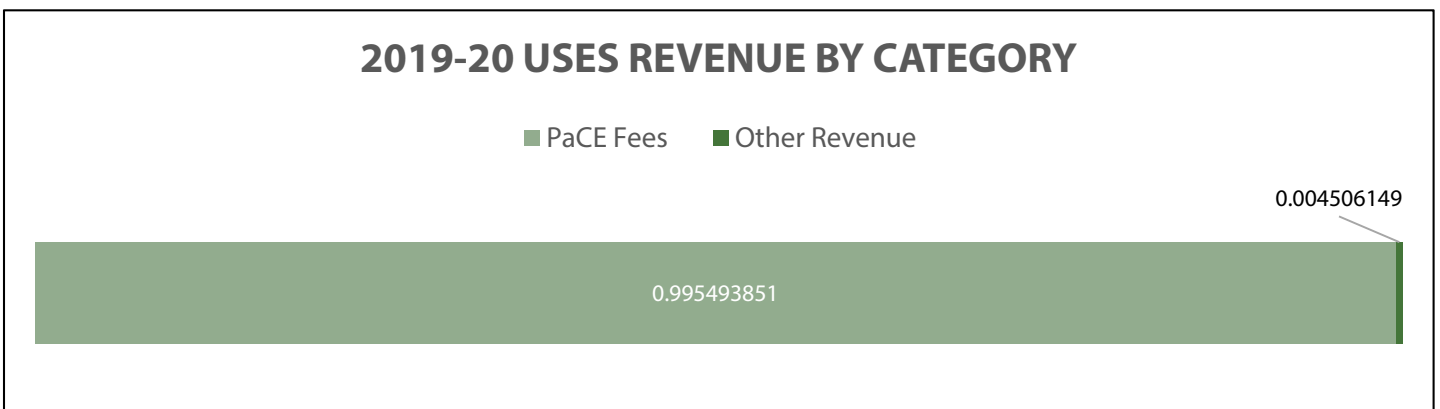 2019-20 USES REVENUE BY CATEGORY
PaCE Fees Other Revenue
0.004506149
0.995493851